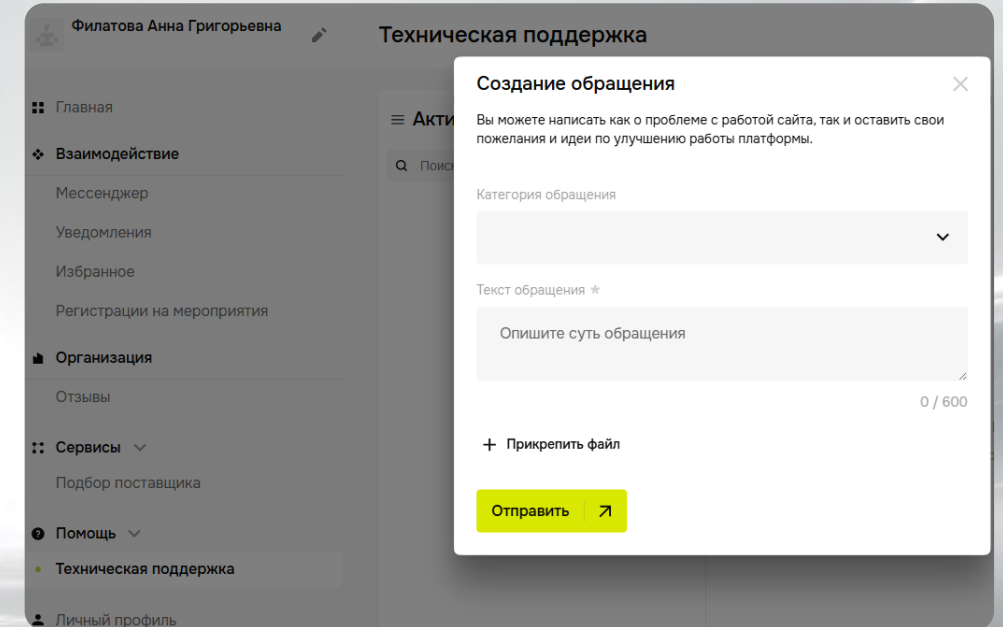 Филатова Анна Григорьевна
Техническая поддержка
Главная
Взаимодействие
Мессенджер
Уведомления
Избранное
Регистрации на мероприятия
Организация
Отзывы
Сервисы
Подбор поставщика
Помощь
Техническая поддержка
Личный профиль
Акти
Поиск
Создание обращения
Вы можете написать как о проблеме с работой сайта, так и оставить свои
пожелания и идеи по улучшению работы платформы.
Категория обращения
Текст обращения *
Опишите суть обращения
0 / 600
+ Прикрепить файл
Отправить